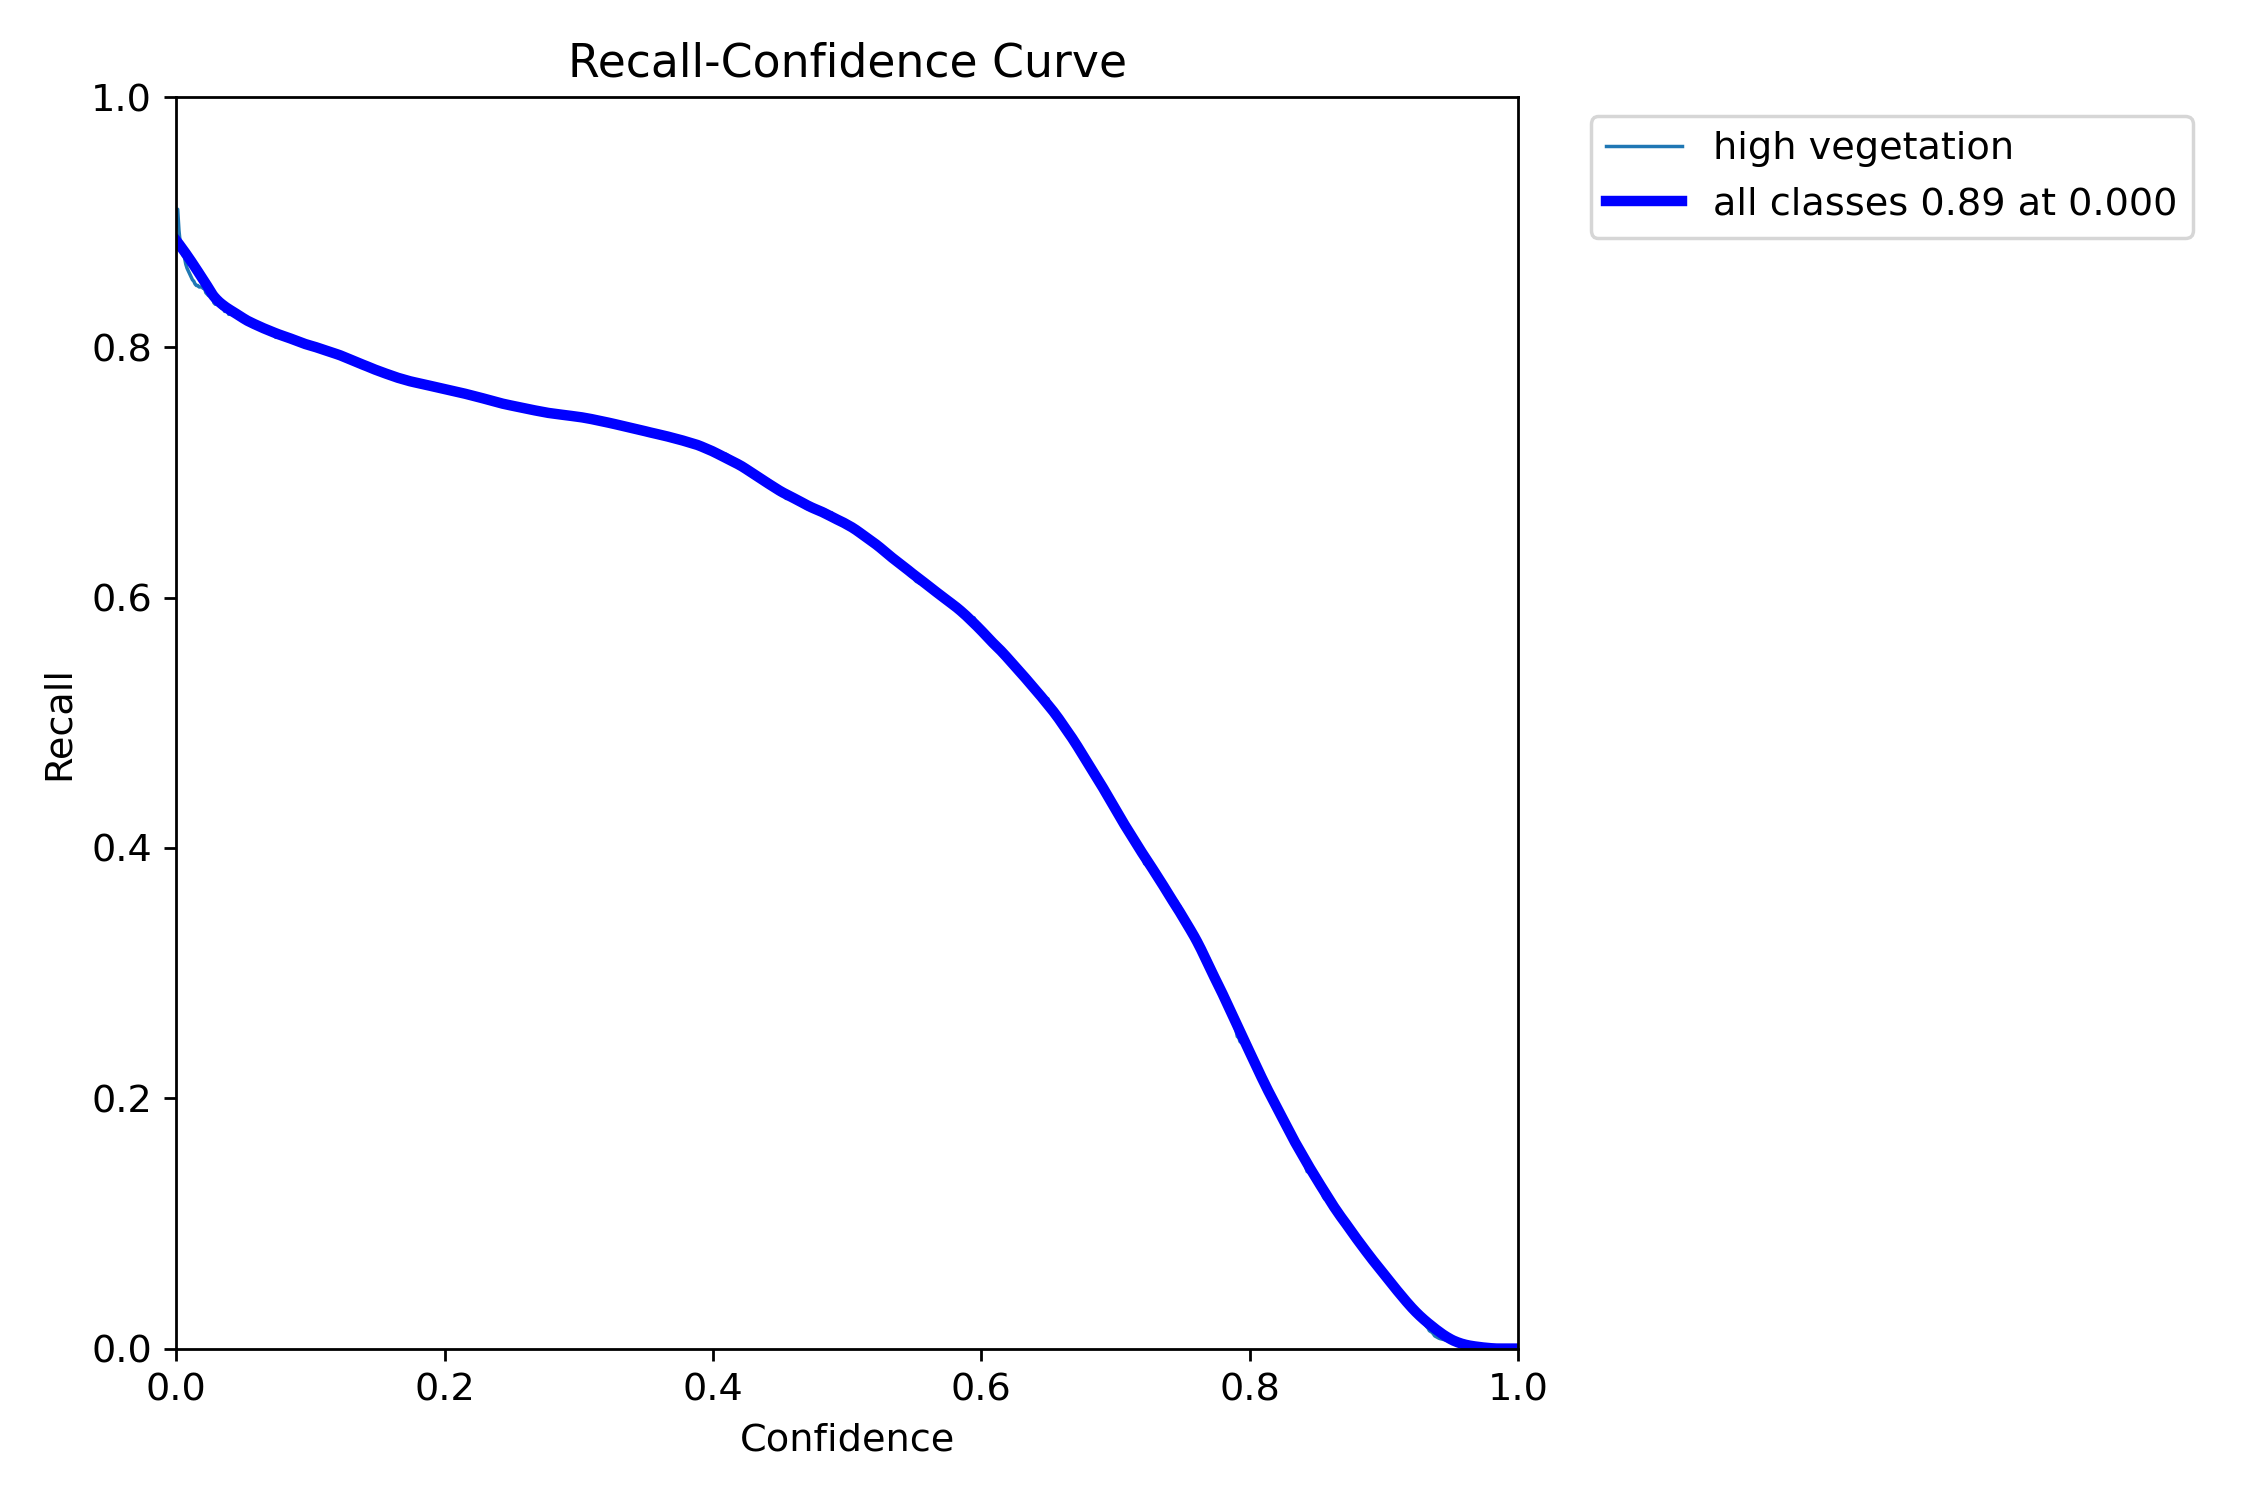 Recall-Confidence Curve
high vegetation
all classes 0.89 at 0.000
1.0
0.8
0.6
0.4
0.2
0.0
Recall
0.0 0.2 0.4 0.6 0.8 1.0
Confidence